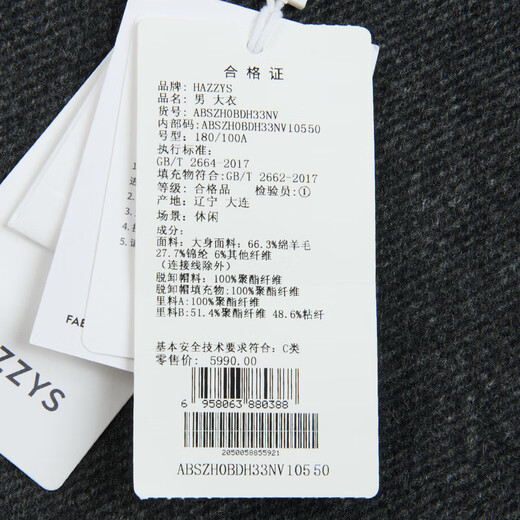 合格证
品牌: HAZZYS
品名: 男 大衣
货号: ABSZH0BDH33NV
内部码: ABSZH0BDH33NV10550
号型: 180/100A
执行标准:
GB/T 2664-2017
填充物符合:GB/T 2662-2017
等级: 合格品 检验员:①
产地: 辽宁 大连
场景: 休闲
成分:
面料: 大身面料: 66.3%绵羊毛
27.7%锦纶 6%其他纤维
(连接线除外)
脱卸帽料: 100%聚酯纤维
脱卸帽填充物:100%聚酯纤维
里料A:100%聚酯纤维
里料B:51.4%聚酯纤维 48.6%粘纤
基本安全技术要求符合: C类
零售价: 5990.00
6 958063 880388
2050058855921
ABSZH0BDH33NV10550
FAB
ZZYS